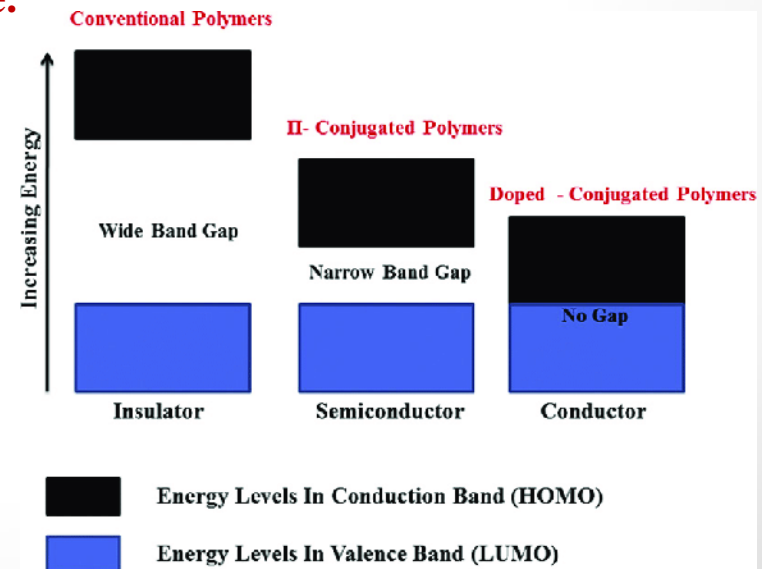 Conventional Polymers
II- Conjugated Polymers
Doped - Conjugated Polymers
Increasing Energy
Wide Band Gap
Narrow Band Gap
No Gap
Insulator
Semiconductor
Conductor
Energy Levels In Conduction Band (HOMO)
Energy Levels In Valence Band (LUMO)